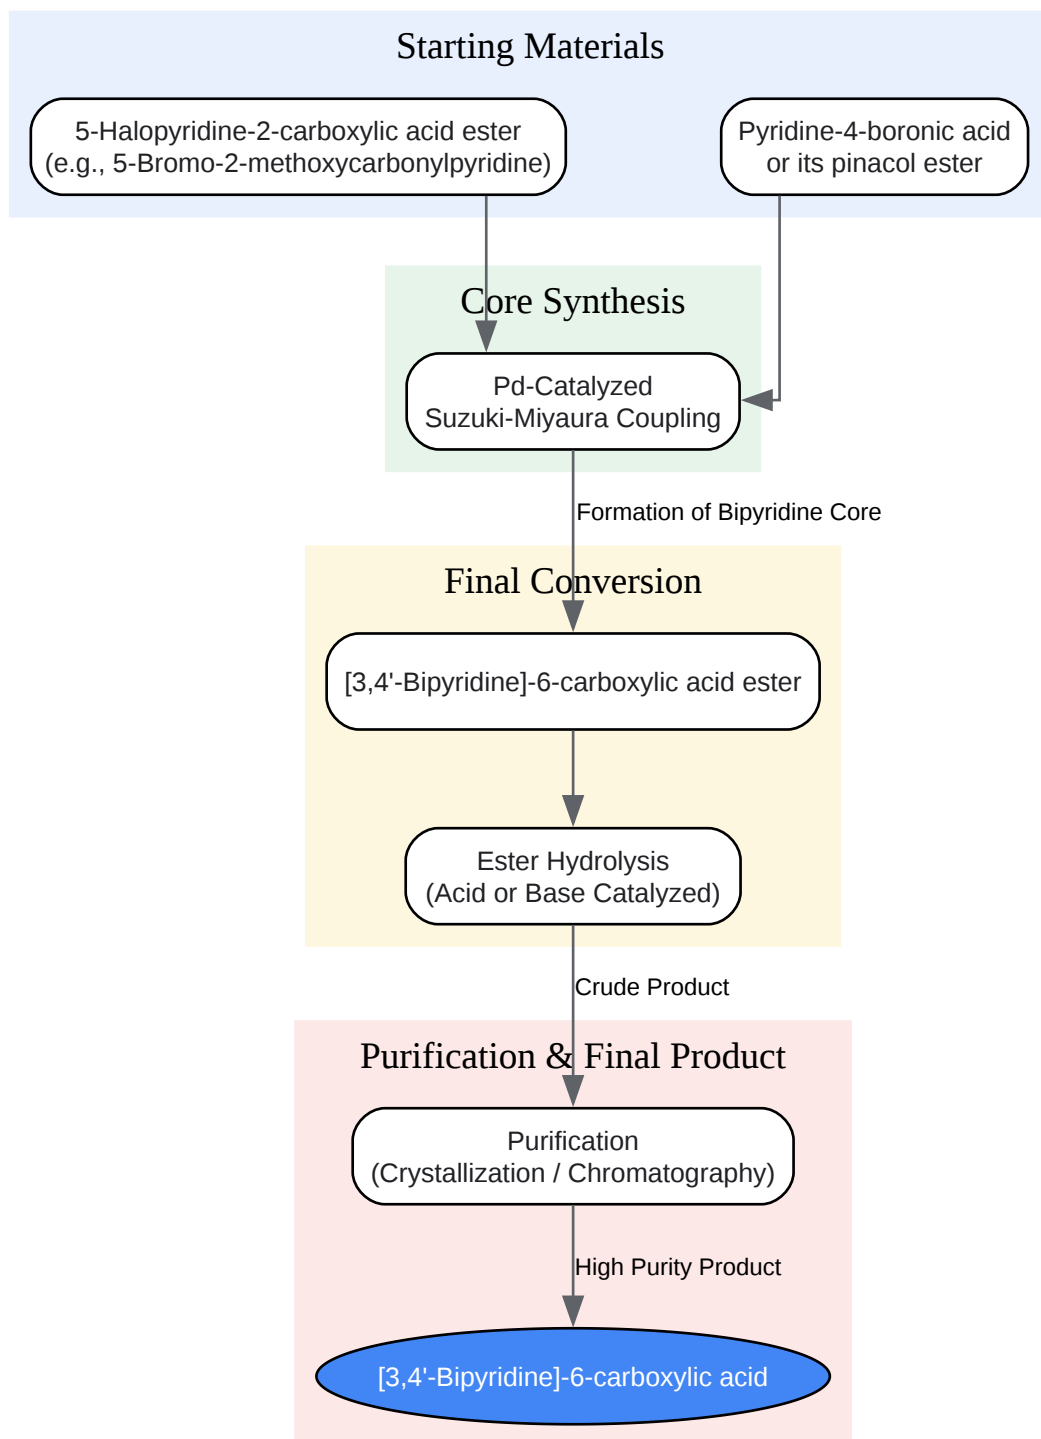 Starting Materials
5-Halopyridine-2-carboxylic acid ester
(e.g., 5-Bromo-2-methoxycarbonylpyridine)
Pyridine-4-boronic acid
or its pinacol ester
Core Synthesis
Pd-Catalyzed
Suzuki-Miyaura Coupling
Formation of Bipyridine Core
Final Conversion
[3,4'-Bipyridine]-6-carboxylic acid ester
Ester Hydrolysis
(Acid or Base Catalyzed)
Crude Product
Purification & Final Product
Purification
(Crystallization / Chromatography)
High Purity Product
[3,4'-Bipyridine]-6-carboxylic acid